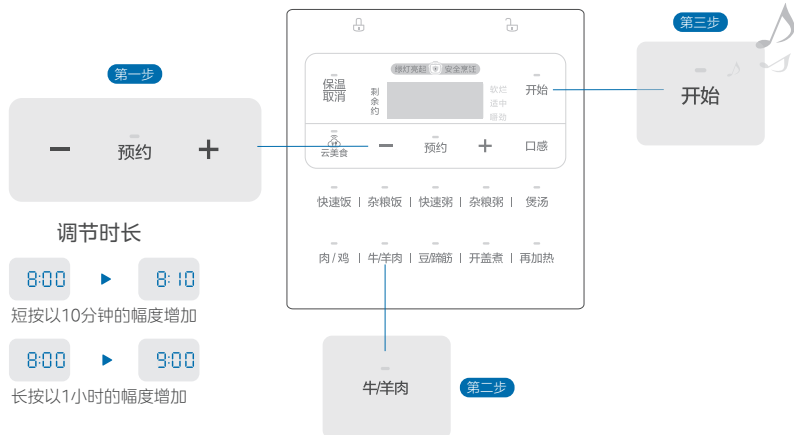 第一步
− 预约 +
调节时长
8:00 8:10
短按以10分钟的幅度增加
8:00 9:00
长按以1小时的幅度增加
绿灯亮起 安全烹饪
保温
取消
剩余约
软烂
适中
嚼劲
开始
云美食 − 预约 + 口感
快速饭 | 杂粮饭 | 快速粥 | 杂粮粥 | 煲汤
肉/鸡 | 牛/羊肉 | 豆/蹄筋 | 开盖煮 | 再加热
牛/羊肉
第二步
第三步
开始